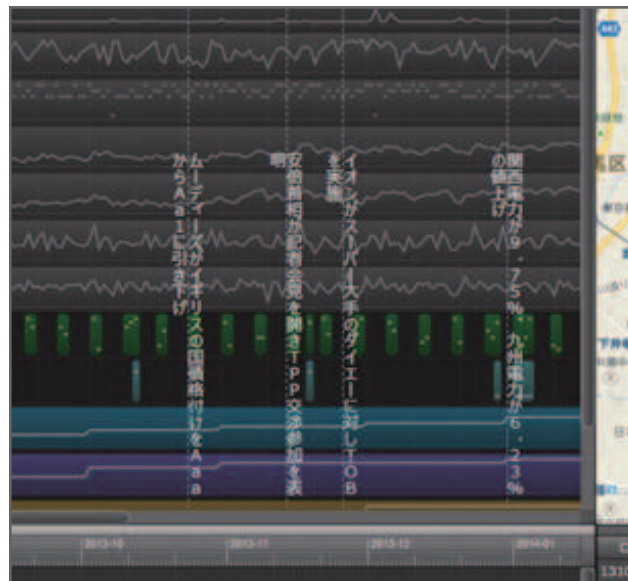 関西電力が9.75% 九州電力が6.23%
の値上げ
イオンがスーパー大手のダイエーに対しTOB
を実施
安倍首相が記者会見を開きTPP交渉参加を表
明
ムーディーズがイギリスの国債格付けをAaa
からAa1に引き下げ
2013-10
2013-11
2013-12
2014-01